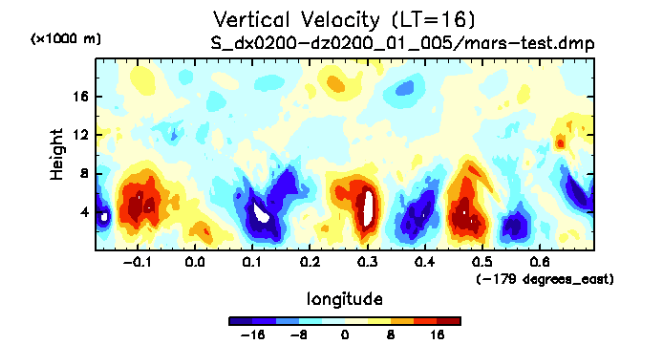 Vertical Velocity (LT=16)
(×1000 m)
S_dx0200-dz0200_01_005/mars-test.dmp
16
12
8
4
Height
-0.1 0.0 0.1 0.2 0.3 0.4 0.5 0.6
(-179 degrees_east)
longitude
-16 -8 0 8 16